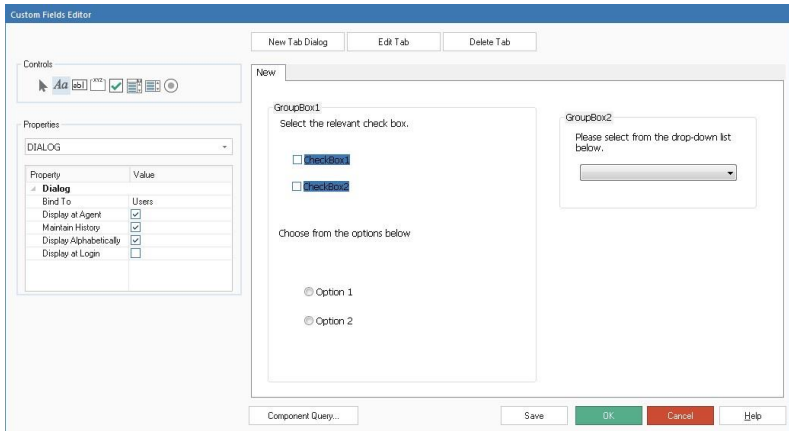 Custom Fields Editor
New Tab Dialog
Edit Tab
Delete Tab
Controls
Aa ab| XYZ
Properties
DIALOG
Property Value
Dialog
Bind To Users
Display at Agent
Maintain History
Display Alphabetically
Display at Login
New
GroupBox1
Select the relevant check box.
CheckBox1
CheckBox2
Choose from the options below
Option 1
Option 2
GroupBox2
Please select from the drop-down list
below.
Component Query...
Save
OK
Cancel
Help